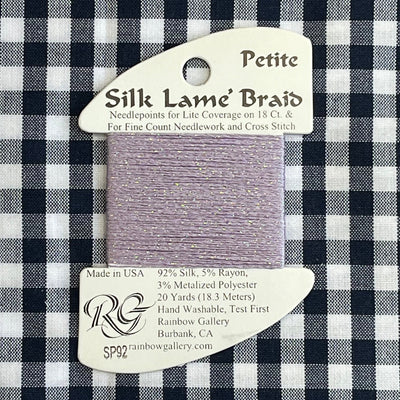 Petite
Silk Lame' Braid
Needlepoints for Lite Coverage on 18 Ct. &
For Fine Count Needlework and Cross Stitch
Made in USA
92% Silk, 5% Rayon,
3% Metalized Polyester
20 Yards (18.3 Meters)
Hand Washable, Test First
Rainbow Gallery
Burbank, CA
rainbowgallery.com
RG
SP92